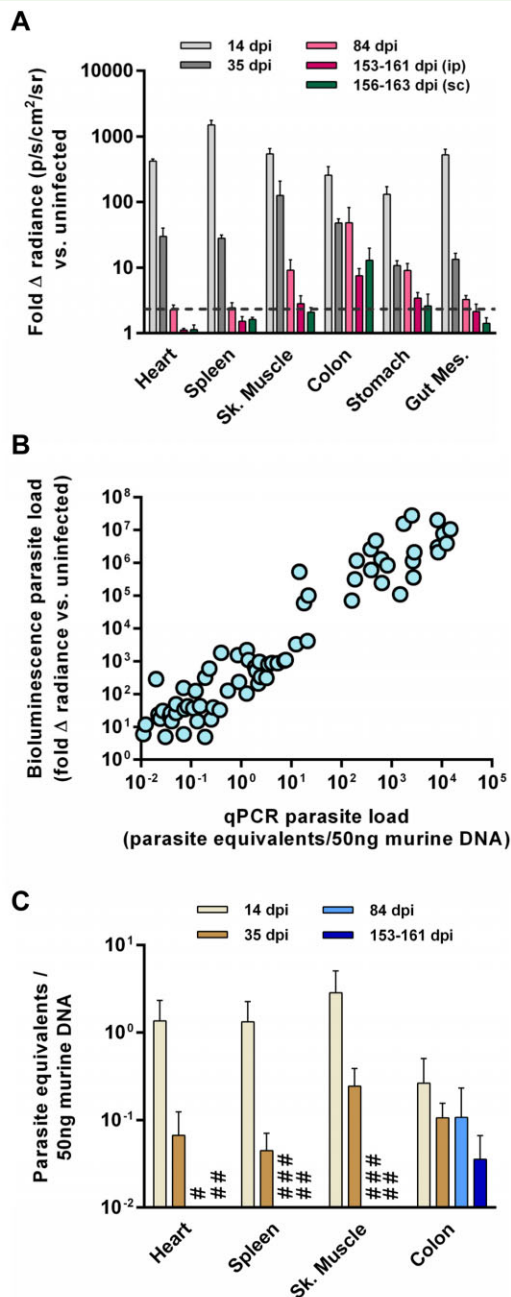 A
14 dpi
35 dpi
84 dpi
153-161 dpi (ip)
156-163 dpi (sc)
Fold Δ radiance (p/s/cm²/sr)
vs. uninfected
10000
1000
100
10
1
Heart
Spleen
Sk. Muscle
Colon
Stomach
Gut Mes.
B
Bioluminescence parasite load
(fold Δ radiance vs. uninfected)
10⁸
10⁷
10⁶
10⁵
10⁴
10³
10²
10¹
10⁰
10⁻² 10⁻¹ 10⁰ 10¹ 10² 10³ 10⁴ 10⁵
qPCR parasite load
(parasite equivalents/50ng murine DNA)
C
14 dpi
35 dpi
84 dpi
153-161 dpi
Parasite equivalents /
50ng murine DNA
10¹
10⁰
10⁻¹
10⁻²
#
##
###
##
###
##
Heart
Spleen
Sk. Muscle
Colon